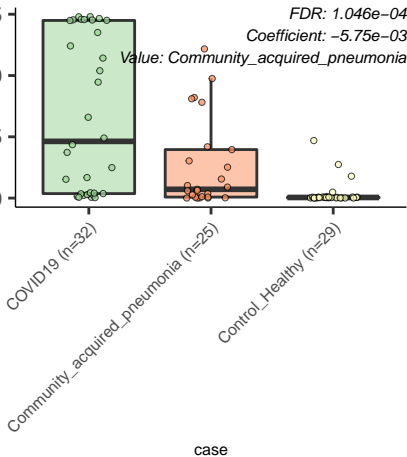 FDR: 1.046e−04
Coefficient: −5.75e−03
Value: Community_acquired_pneumonia
COVID19 (n=32)
Community_acquired_pneumonia (n=25)
Control_Healthy (n=29)
case